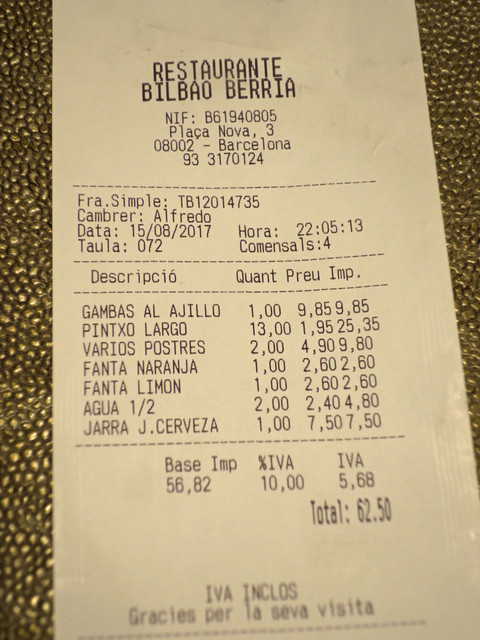 RESTAURANTE
BILBAO BERRIA
NIF: B61940805
Plaça Nova, 3
08002 - Barcelona
93 3170124
Fra.Simple: TB12014735
Cambrer: Alfredo
Data: 15/08/2017 Hora: 22:05:13
Taula: 072 Comensals:4
Descripció Quant Preu Imp.
GAMBAS AL AJILLO 1,00 9,85 9,85
PINTXO LARGO 13,00 1,95 25,35
VARIOS POSTRES 2,00 4,90 9,80
FANTA NARANJA 1,00 2,60 2,60
FANTA LIMON 1,00 2,60 2,60
AGUA 1/2 2,00 2,40 4,80
JARRA J.CERVEZA 1,00 7,50 7,50
Base Imp %IVA IVA
56,82 10,00 5,68
Total: 62.50
IVA INCLOS
Gracies per la seva visita